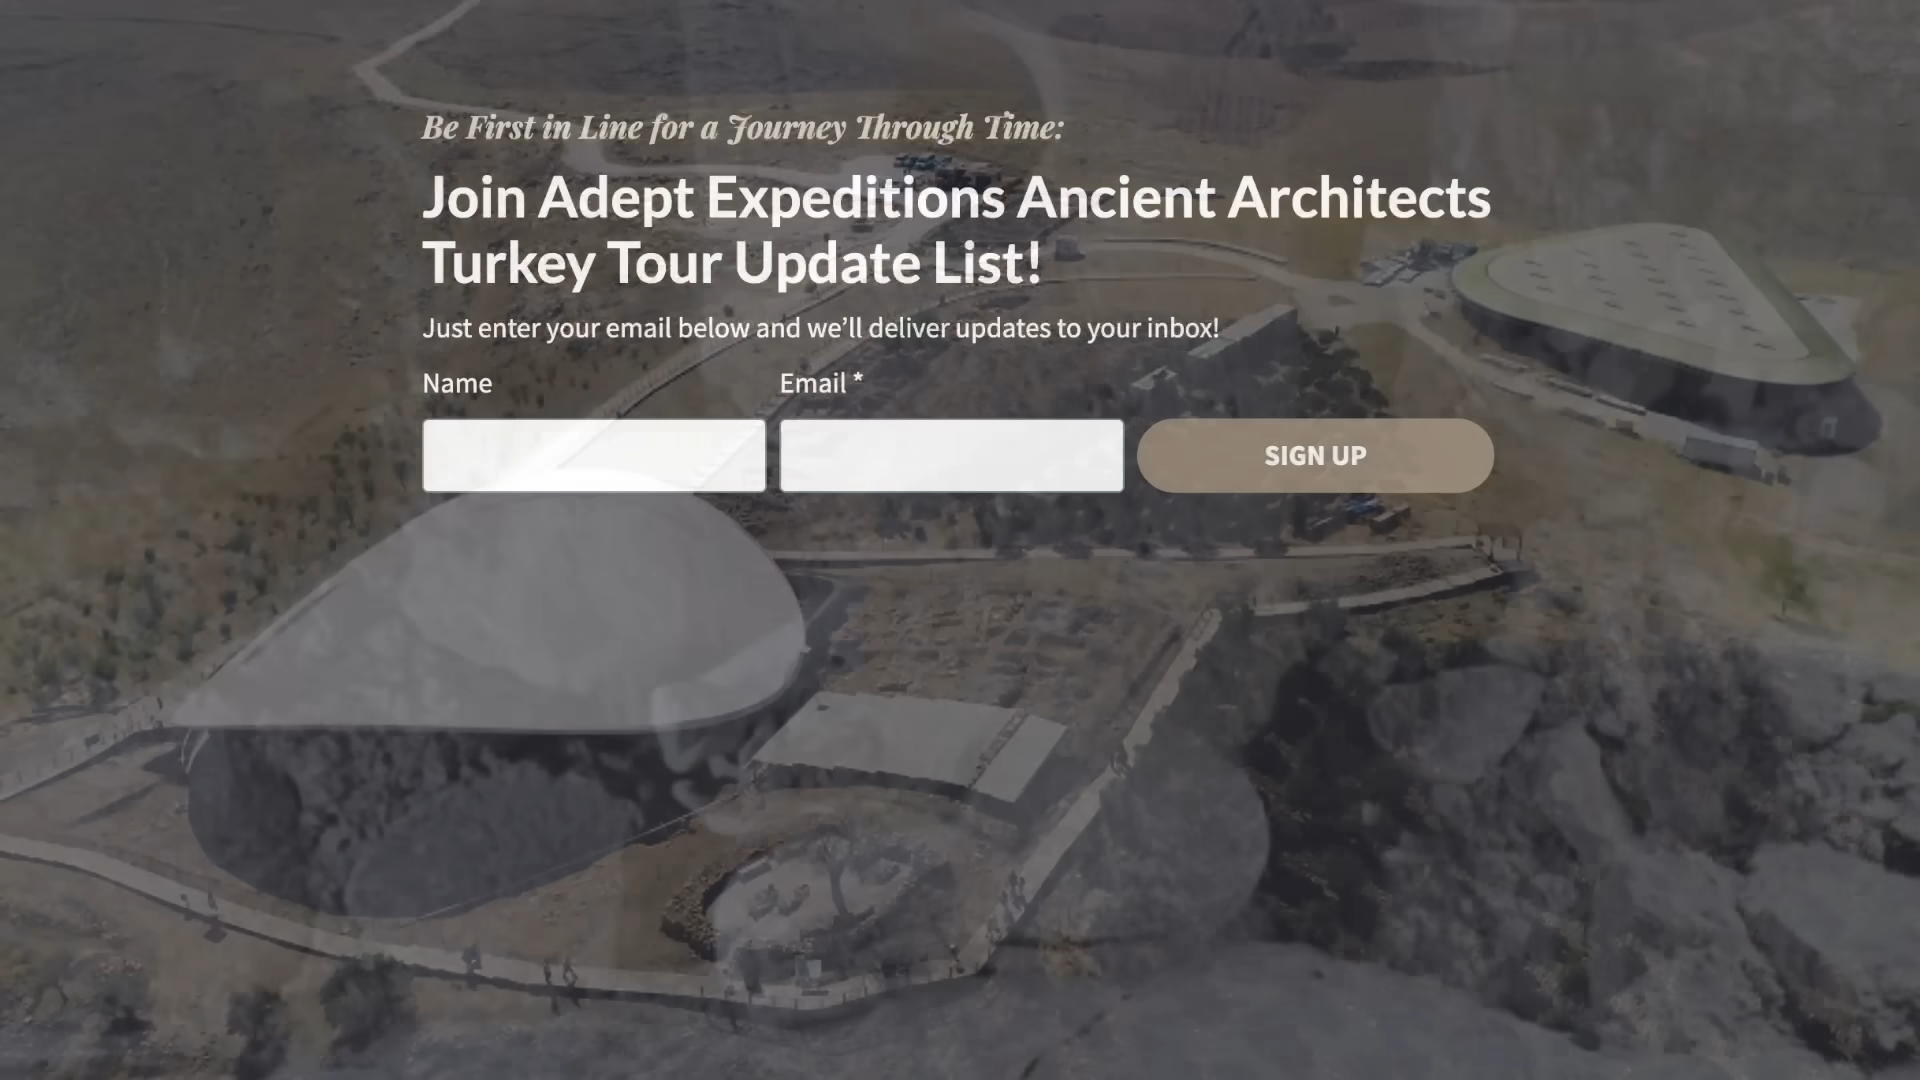 Be First in Line for a Journey Through Time:
Join Adept Expeditions Ancient Architects
Turkey Tour Update List!
Just enter your email below and we’ll deliver updates to your inbox!
Name
Email *
SIGN UP